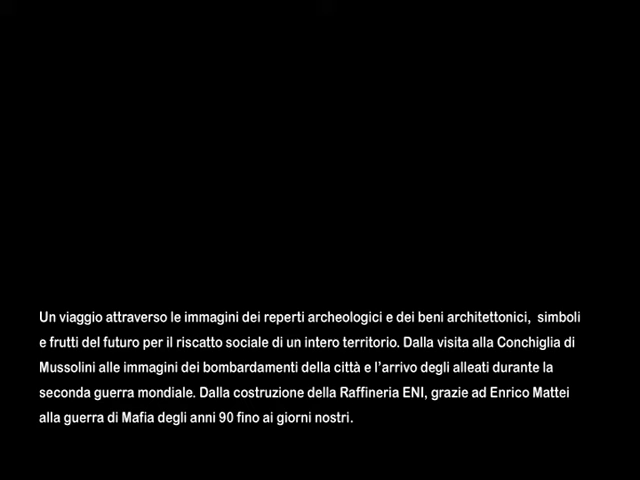 Un viaggio attraverso le immagini dei reperti archeologici e dei beni architettonici,  simboli
e frutti del futuro per il riscatto sociale di un intero territorio. Dalla visita alla Conchiglia di
Mussolini alle immagini dei bombardamenti della città e l'arrivo degli alleati durante la
seconda guerra mondiale. Dalla costruzione della Raffineria ENI, grazie ad Enrico Mattei
alla guerra di Mafia degli anni 90 fino ai giorni nostri.